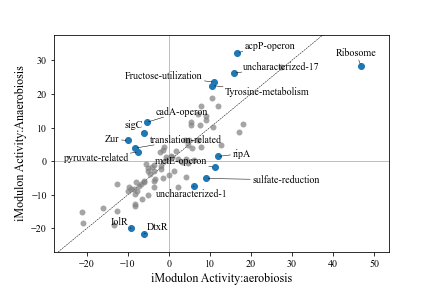 acpP-operon
Ribosome
uncharacterized-17
Fructose-utilization
Tyrosine-metabolism
cadA-operon
sigC
Zur
translation-related
ripA
pyruvate-related
metE-operon
sulfate-reduction
uncharacterized-1
IolR
DtxR
30
20
10
0
−10
−20
−20
−10
0
10
20
30
40
50
iModulon Activity:Anaerobiosis
iModulon Activity:aerobiosis